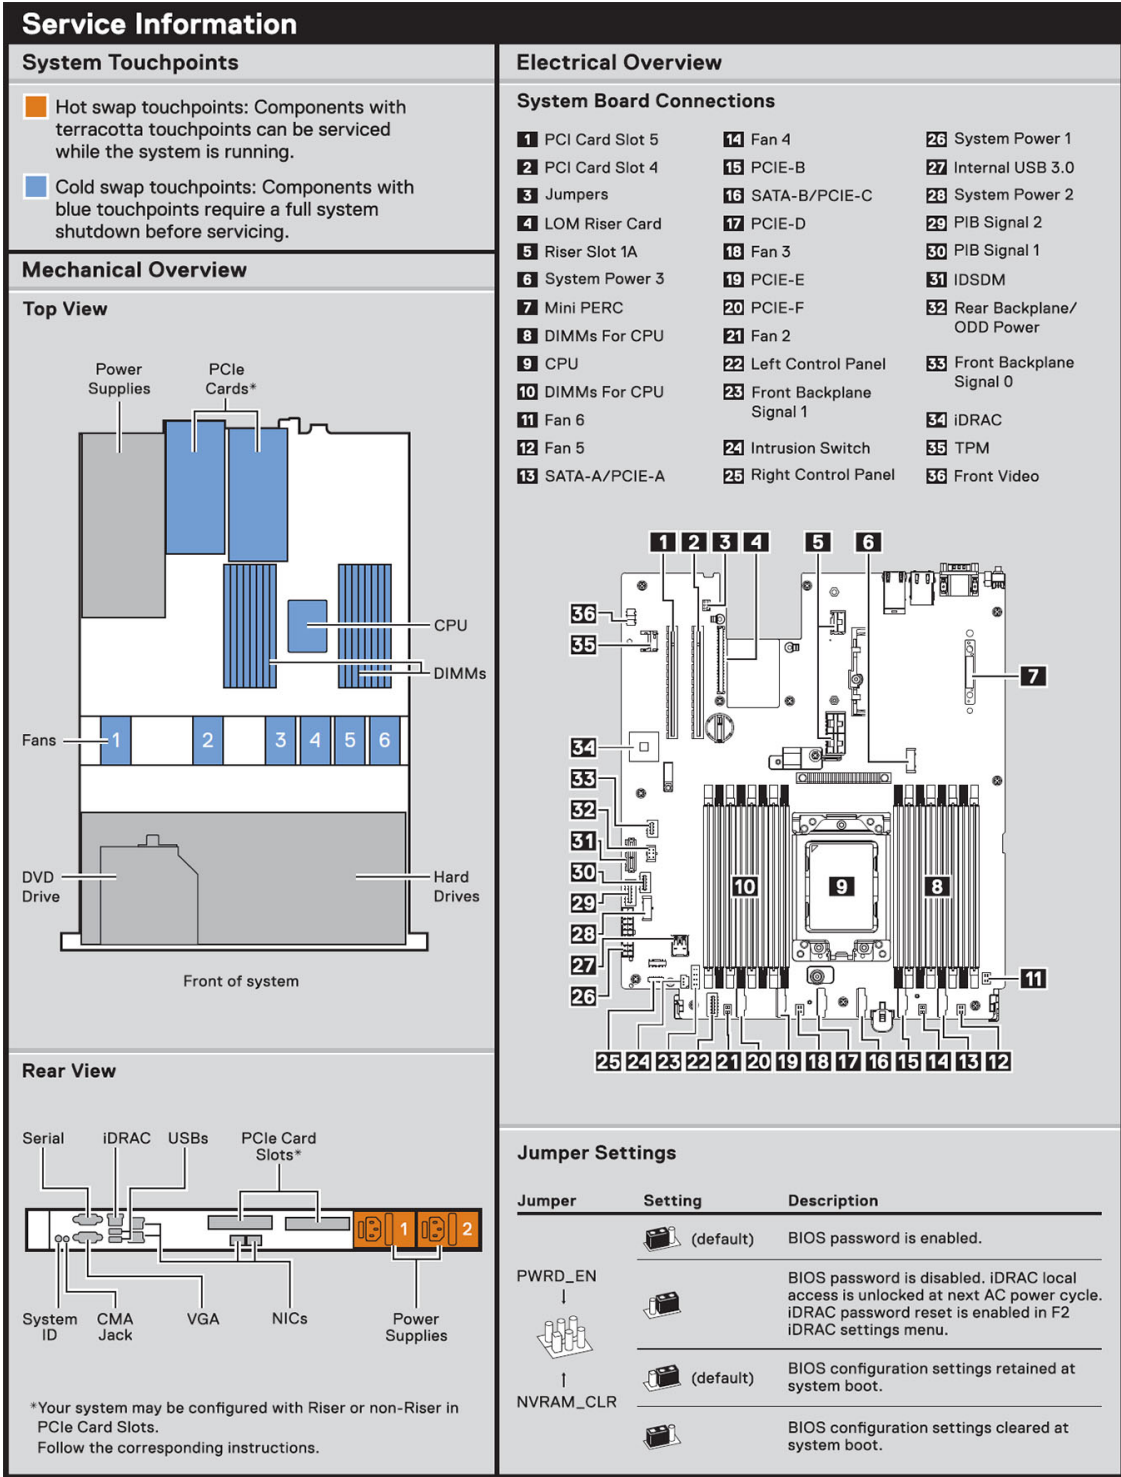 Service Information
System Touchpoints
Hot swap touchpoints: Components with
terracotta touchpoints can be serviced
while the system is running.
Cold swap touchpoints: Components with
blue touchpoints require a full system
shutdown before servicing.
Mechanical Overview
Top View
Power
Supplies
PCIe
Cards*
CPU
DIMMs
Fans
1
2
3
4
5
6
DVD
Drive
Hard
Drives
Front of system
Rear View
Serial
iDRAC
USBs
PCIe Card
Slots*
1
2
System
ID
CMA
Jack
VGA
NICs
Power
Supplies
*Your system may be configured with Riser or non-Riser in
PCIe Card Slots.
Follow the corresponding instructions.
Electrical Overview
System Board Connections
1 PCI Card Slot 5
2 PCI Card Slot 4
3 Jumpers
4 LOM Riser Card
5 Riser Slot 1A
6 System Power 3
7 Mini PERC
8 DIMMs For CPU
9 CPU
10 DIMMs For CPU
11 Fan 6
12 Fan 5
13 SATA-A/PCIE-A
14 Fan 4
15 PCIE-B
16 SATA-B/PCIE-C
17 PCIE-D
18 Fan 3
19 PCIE-E
20 PCIE-F
21 Fan 2
22 Left Control Panel
23 Front Backplane
Signal 1
24 Intrusion Switch
25 Right Control Panel
26 System Power 1
27 Internal USB 3.0
28 System Power 2
29 PIB Signal 2
30 PIB Signal 1
31 IDSDM
32 Rear Backplane/
ODD Power
33 Front Backplane
Signal 0
34 iDRAC
35 TPM
36 Front Video
1 2 3 4 5 6
36
35
7
34
33
32
31
30
29
28
27
26
10
9
8
11
25 24 23 22 21 20 19 18 17 16 15 14 13 12
Jumper Settings
Jumper Setting Description
PWRD_EN
NVRAM_CLR
(default) BIOS password is enabled.
BIOS password is disabled. iDRAC local
access is unlocked at next AC power cycle.
iDRAC password reset is enabled in F2
iDRAC settings menu.
(default) BIOS configuration settings retained at
system boot.
BIOS configuration settings cleared at
system boot.